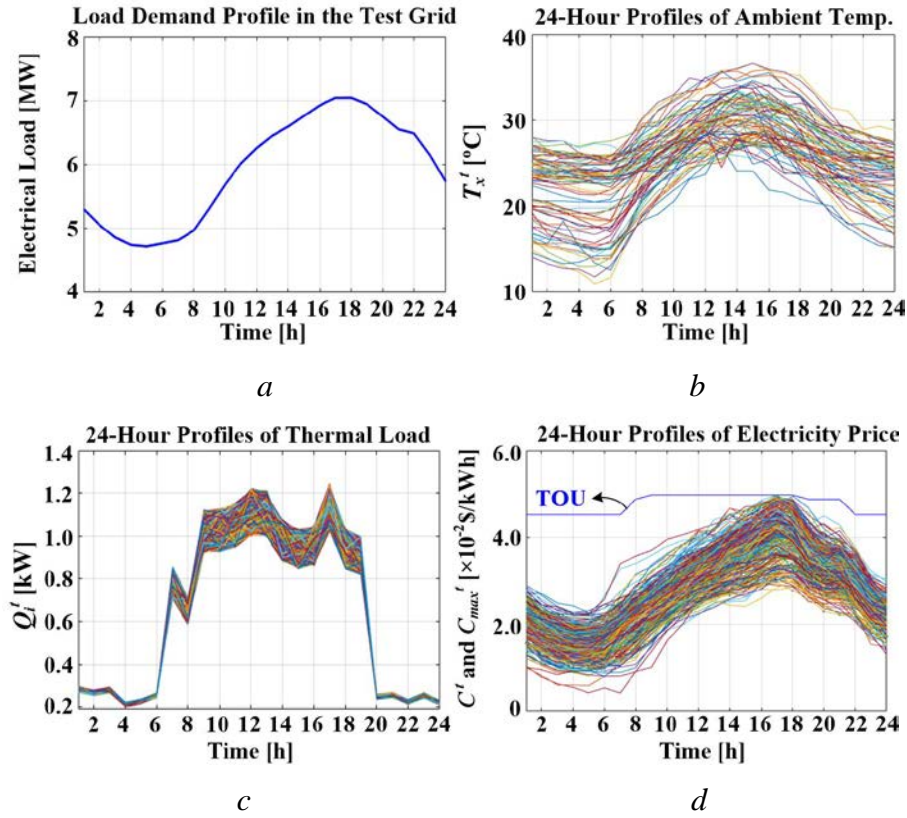 Load Demand Profile in the Test Grid
Electrical Load [MW]
8
7
6
5
4
2 4 6 8 10 12 14 16 18 20 22 24
Time [h]
a
24-Hour Profiles of Ambient Temp.
Tₓᵗ [ºC]
40
30
20
10
2 4 6 8 10 12 14 16 18 20 22 24
Time [h]
b
24-Hour Profiles of Thermal Load
Qᵢᵗ [kW]
1.4
1.2
1.0
0.8
0.6
0.4
0.2
2 4 6 8 10 12 14 16 18 20 22 24
Time [h]
c
24-Hour Profiles of Electricity Price
Cᵗ and Cₘₐₓᵗ [×10⁻²S/kWh]
6.0
4.0
2.0
0
TOU
2 4 6 8 10 12 14 16 18 20 22 24
Time [h]
d